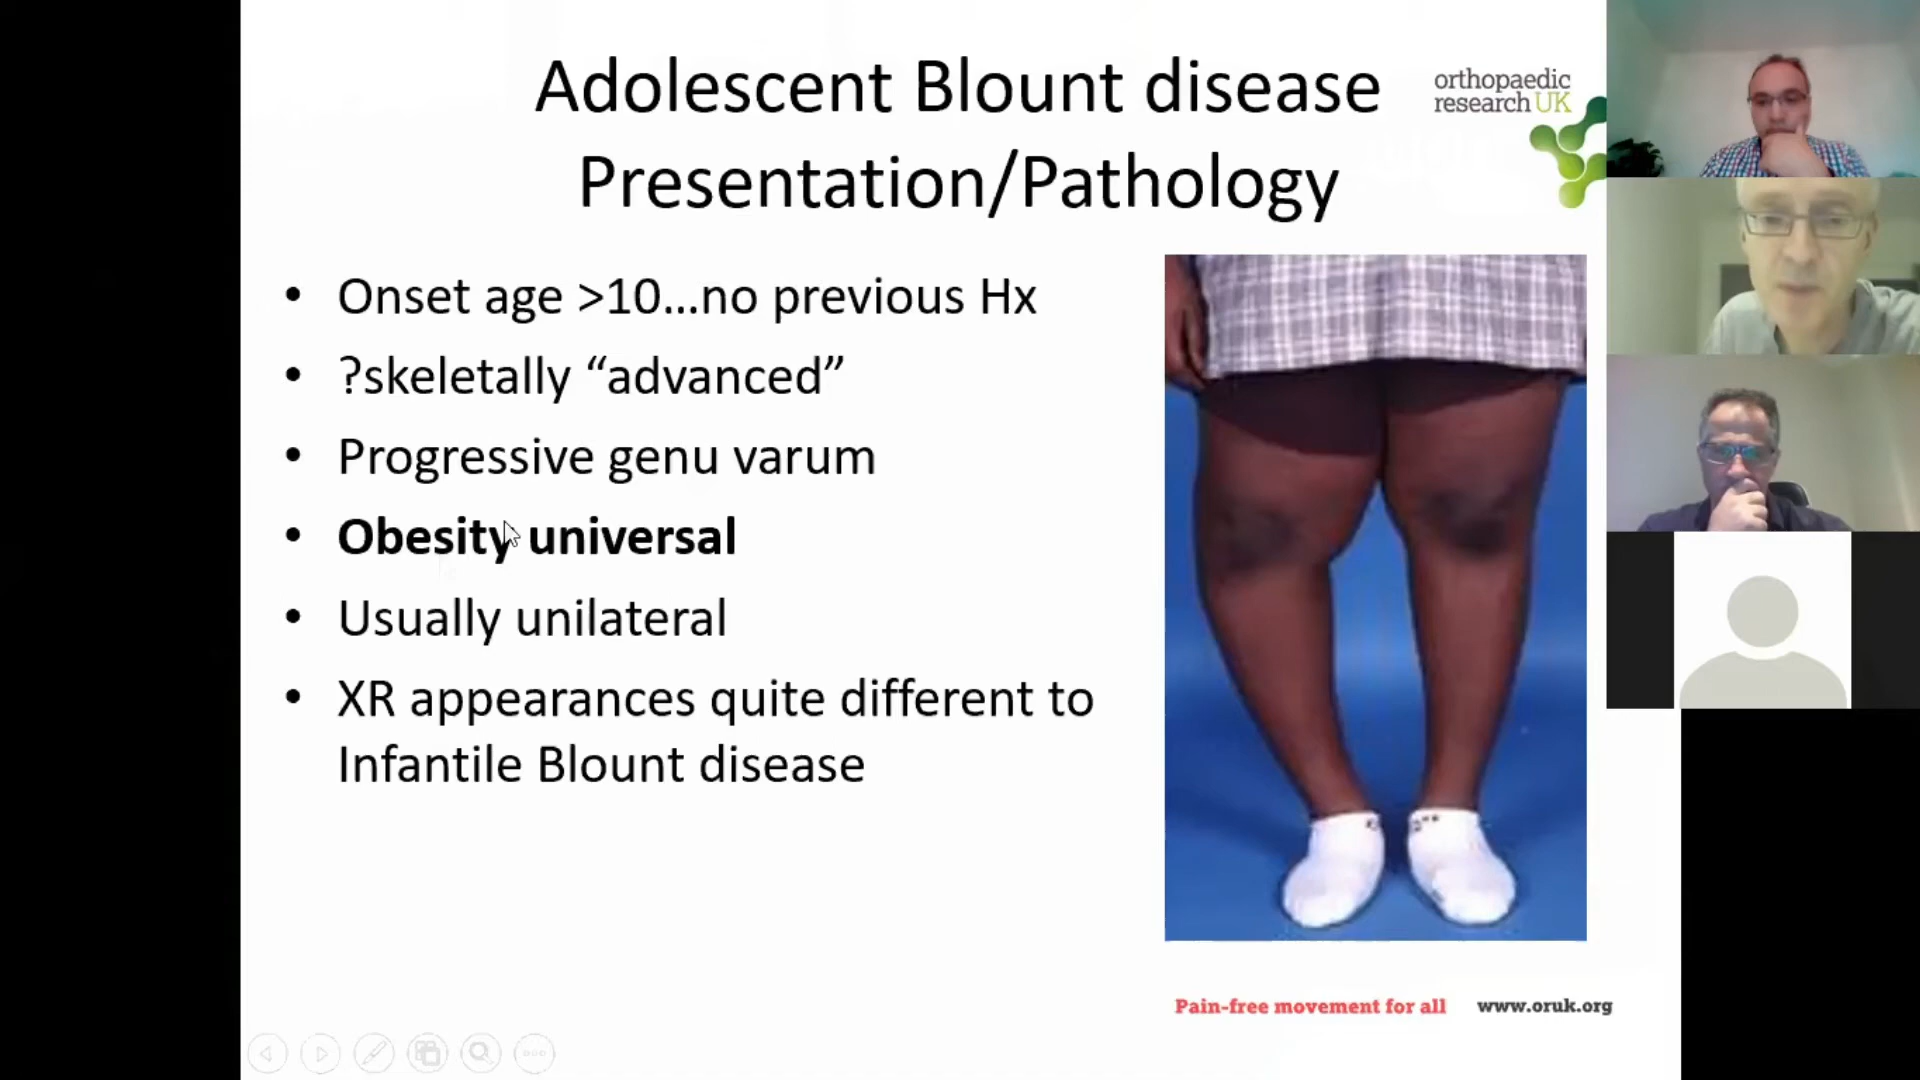 Adolescent Blount disease
Presentation/Pathology
orthopaedic
research UK
• Onset age >10...no previous Hx
• ?skeletally “advanced”
• Progressive genu varum
• Obesity universal
• Usually unilateral
• XR appearances quite different to
Infantile Blount disease
Pain-free movement for all www.oruk.org